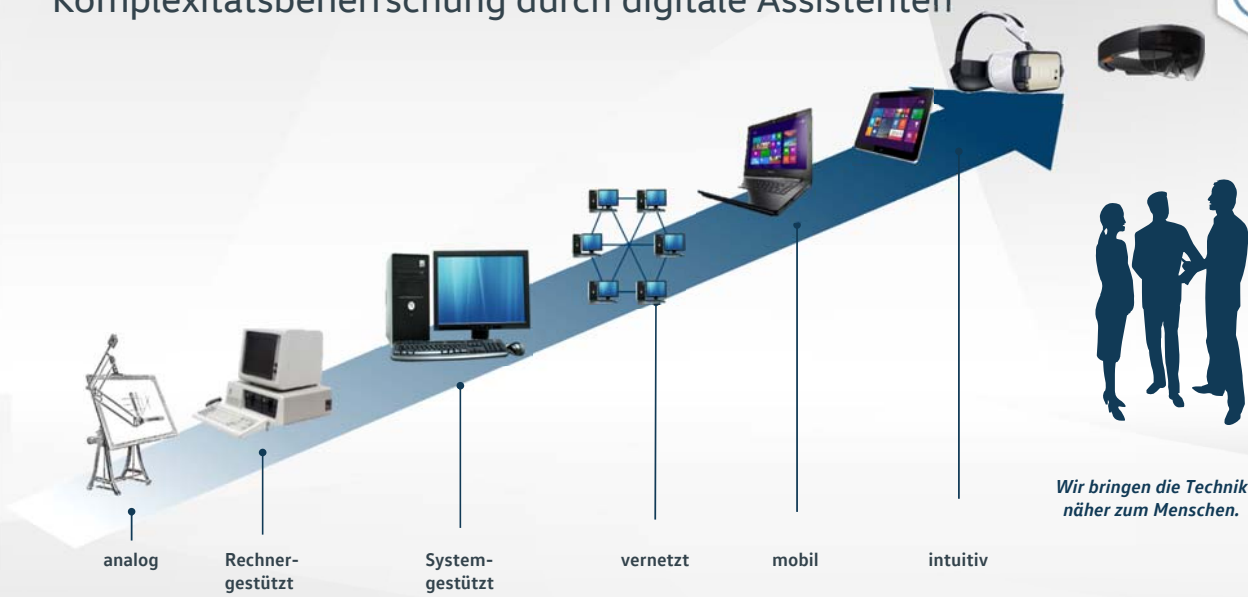 Komplexitätsbeherrschung durch digitale Assistenten
Wir bringen die Technik
näher zum Menschen.
analog
Rechner-
gestützt
System-
gestützt
vernetzt
mobil
intuitiv